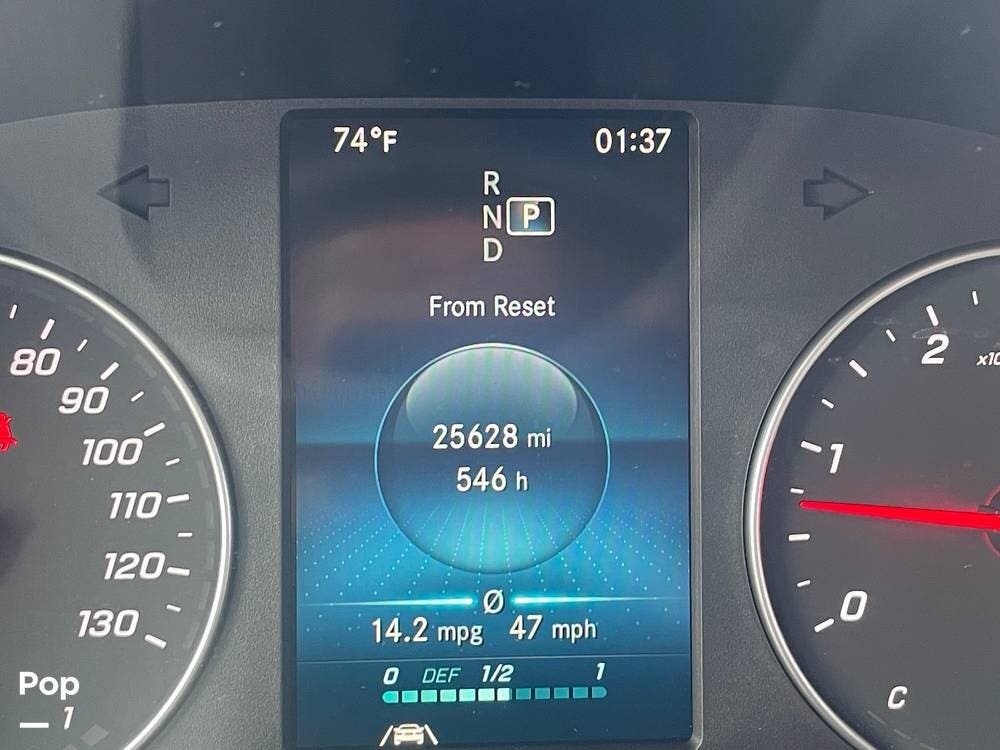 74°F 01:37
R
N P
D
From Reset
25628 mi
546 h
Ø
14.2 mpg 47 mph
0 DEF 1/2 1
80
90
100
110
120
130
2
1
0
C
Pop
1